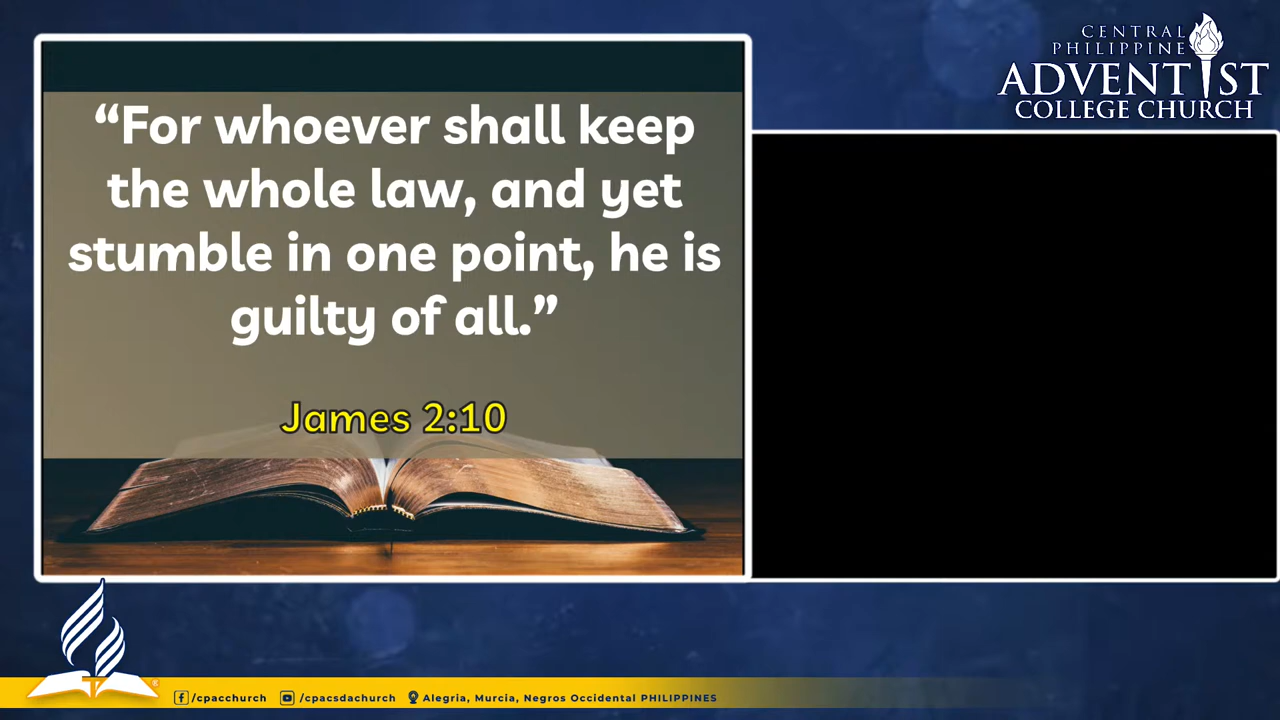 “For whoever shall keep
the whole law, and yet
stumble in one point, he is
guilty of all.”
James 2:10
CENTRAL
PHILIPPINE
ADVENTIST
COLLEGE CHURCH
/cpacchurch /cpacsdachurch Alegria, Murcia, Negros Occidental PHILIPPINES